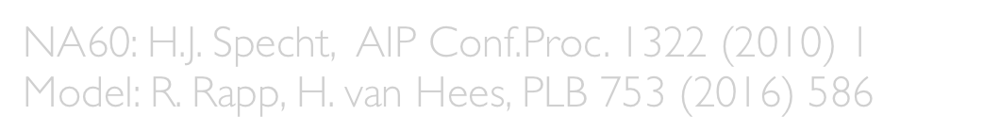 NA60: H.J. Specht, AIP Conf.Proc. 1322 (2010) 1
Model: R. Rapp, H. van Hees, PLB 753 (2016) 586